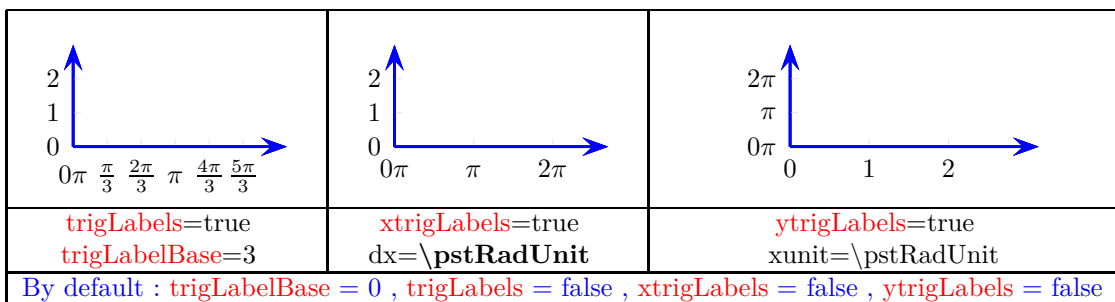 2
1
0
0π π/3 2π/3 π 4π/3 5π/3
2
1
0
0π π 2π
2π
π
0π
0 1 2
trigLabels=true
trigLabelBase=3
xtrigLabels=true
dx=\pstRadUnit
ytrigLabels=true
xunit=\pstRadUnit
By default : trigLabelBase = 0 , trigLabels = false , xtrigLabels = false , ytrigLabels = false